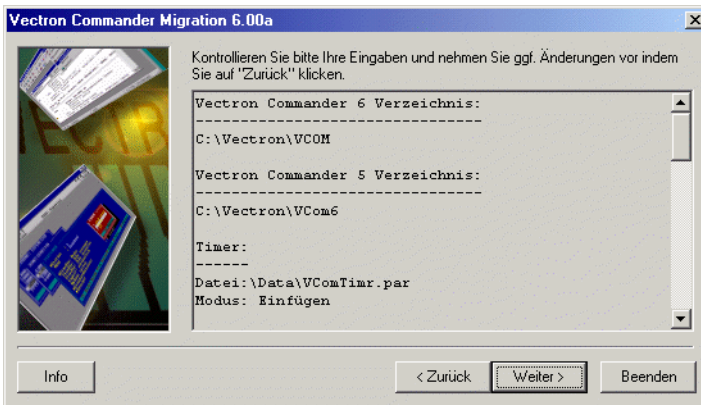 Vectron Commander Migration 6.00a
Kontrollieren Sie bitte Ihre Eingaben und nehmen Sie ggf. Änderungen vor indem
Sie auf "Zurück" klicken.
Vectron Commander 6 Verzeichnis:
--------------------------------
C:\Vectron\VCOM
Vectron Commander 5 Verzeichnis:
--------------------------------
C:\Vectron\VCom6
Timer:
------
Datei:\Data\VComTimr.par
Modus: Einfügen
Info
< Zurück
Weiter >
Beenden